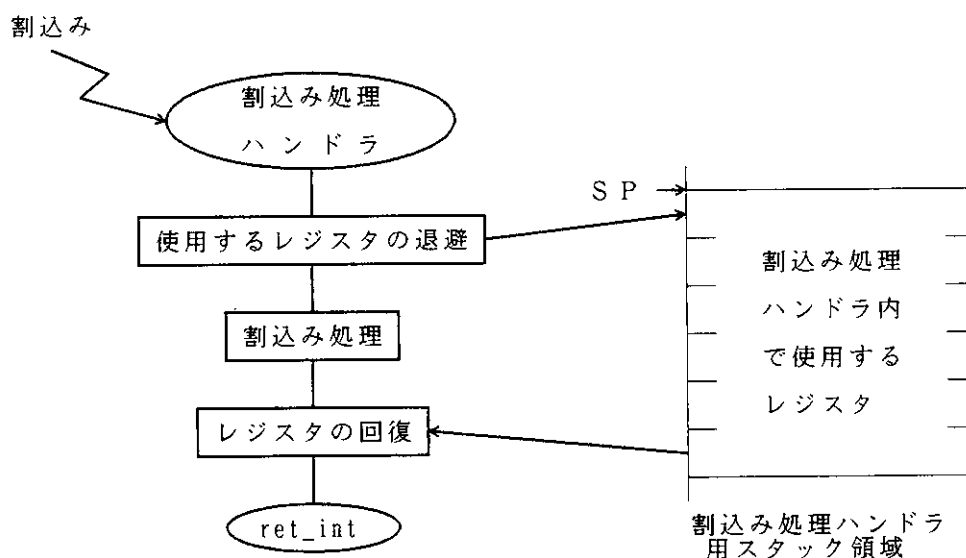 割込み
割込み処理
ハンドラ
使用するレジスタの退避
割込み処理
レジスタの回復
ret_int
SP
割込み処理
ハンドラ内
で使用する
レジスタ
割込み処理ハンドラ
用スタック領域